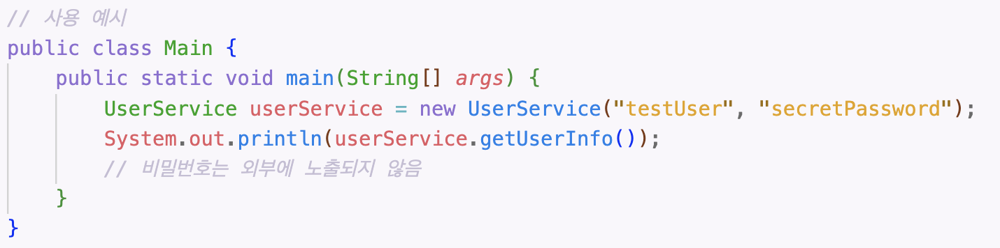 // 사용 예시
public class Main {
    public static void main(String[] args) {
        UserService userService = new UserService("testUser", "secretPassword");
        System.out.println(userService.getUserInfo());
        // 비밀번호는 외부에 노출되지 않음
    }
}